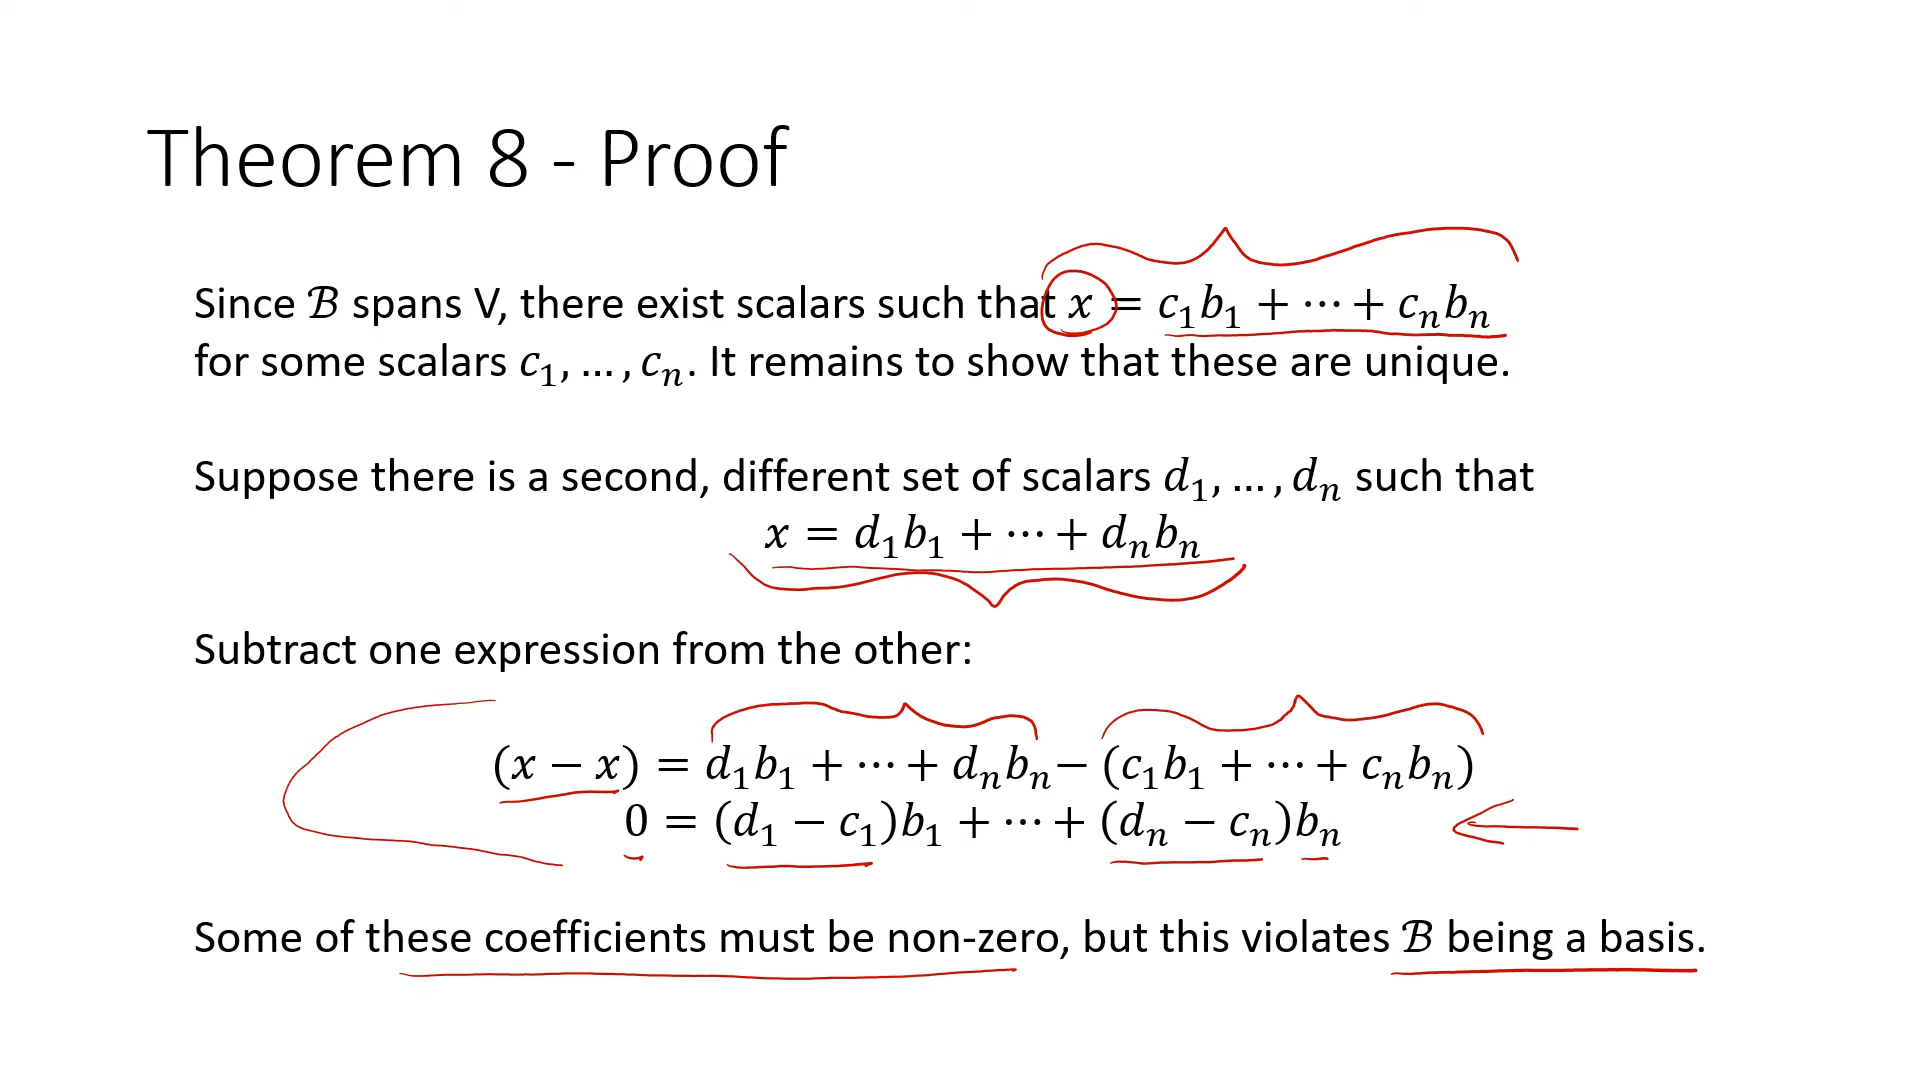 Theorem 8 - Proof
Since ℬ spans V, there exist scalars such that 𝑥 = 𝑐₁𝑏₁ + ⋯ + 𝑐ₙ𝑏ₙ
for some scalars 𝑐₁, … , 𝑐ₙ. It remains to show that these are unique.
Suppose there is a second, different set of scalars 𝑑₁, … , 𝑑ₙ such that
𝑥 = 𝑑₁𝑏₁ + ⋯ + 𝑑ₙ𝑏ₙ
Subtract one expression from the other:
(𝑥 − 𝑥) = 𝑑₁𝑏₁ + ⋯ + 𝑑ₙ𝑏ₙ− (𝑐₁𝑏₁ + ⋯ + 𝑐ₙ𝑏ₙ)
0 = (𝑑₁ − 𝑐₁)𝑏₁ + ⋯ + (𝑑ₙ − 𝑐ₙ)𝑏ₙ
Some of these coefficients must be non-zero, but this violates ℬ being a basis.